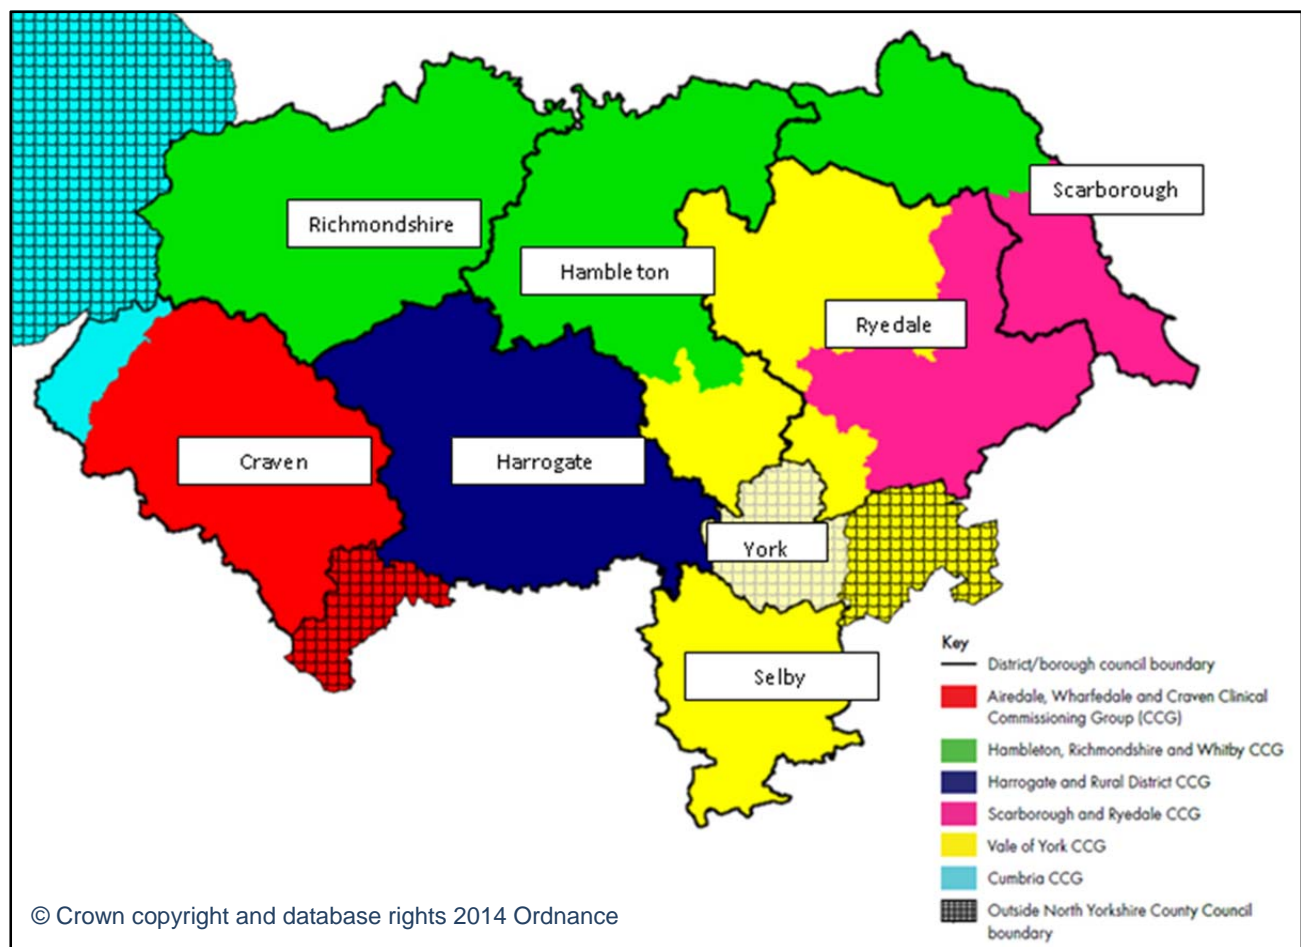 Scarborough
Richmondshire
Hambleton
Ryedale
Craven
Harrogate
York
Selby
Key
District/borough council boundary
Airedale, Wharfedale and Craven Clinical
Commissioning Group (CCG)
Hambleton, Richmondshire and Whitby CCG
Harrogate and Rural District CCG
Scarborough and Ryedale CCG
Vale of York CCG
Cumbria CCG
Outside North Yorkshire County Council
boundary
© Crown copyright and database rights 2014 Ordnance